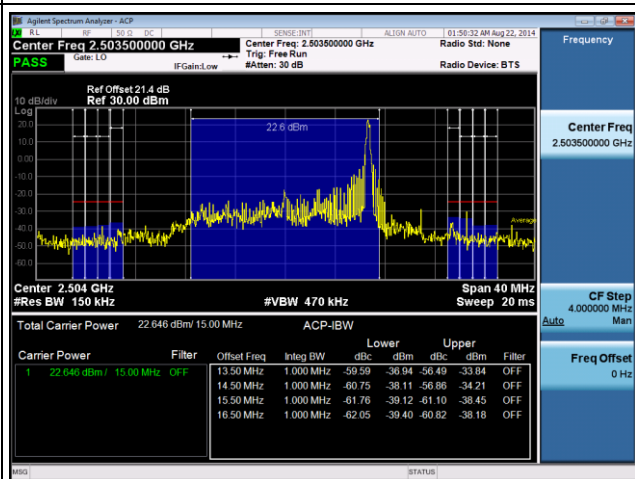 Agilent Spectrum Analyzer - ACP
RL RF 50 Ω DC SENSE:INT ALIGN AUTO 01:50:32 AM Aug 22, 2014
Center Freq 2.503500000 GHz Center Freq: 2.503500000 GHz Radio Std: None
PASS Gate: LO Trig: Free Run
IFGain:Low #Atten: 30 dB Radio Device: BTS
Ref Offset 21.4 dB
10 dB/div Ref 30.00 dBm
Log
20.0
10.0
0.00
-10.0
-20.0
-30.0
-40.0
-50.0
-60.0
22.6 dBm
Average
Center 2.504 GHz Span 40 MHz
#Res BW 150 kHz #VBW 470 kHz Sweep 20 ms
Total Carrier Power 22.646 dBm/ 15.00 MHz ACP-IBW
Lower Upper
Carrier Power Filter Offset Freq Integ BW dBc dBm dBc dBm Filter
1 22.646 dBm / 15.00 MHz OFF
13.50 MHz 1.000 MHz -59.59 -36.94 -56.49 -33.84 OFF
14.50 MHz 1.000 MHz -60.75 -38.11 -56.86 -34.21 OFF
15.50 MHz 1.000 MHz -61.76 -39.12 -61.10 -38.45 OFF
16.50 MHz 1.000 MHz -62.05 -39.40 -60.82 -38.18 OFF
MSG STATUS
Frequency
Center Freq
2.503500000 GHz
CF Step
4.000000 MHz
Auto Man
Freq Offset
0 Hz